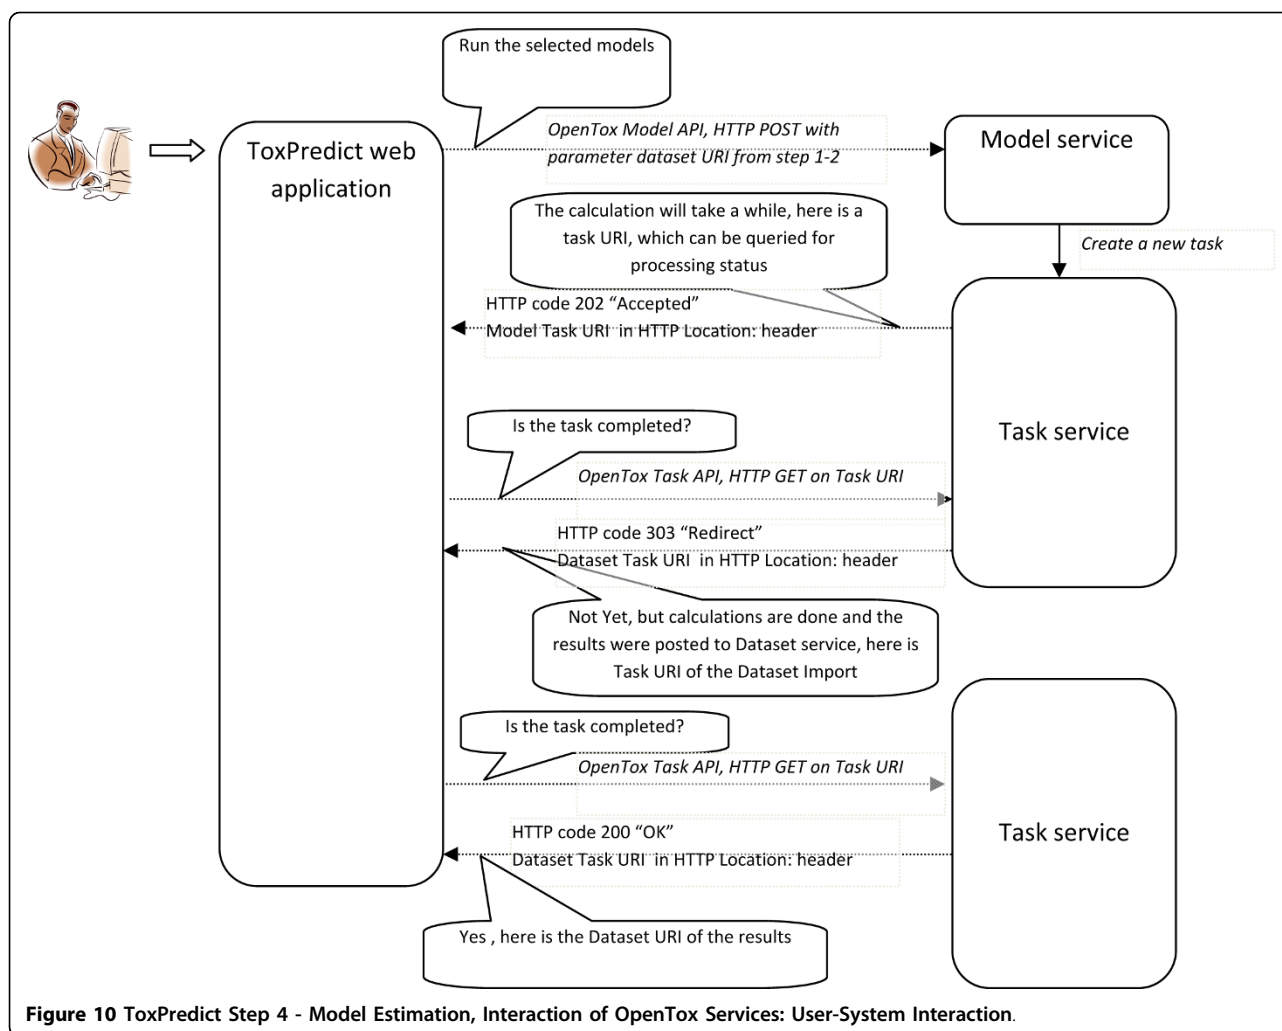 Run the selected models
ToxPredict web
application
OpenTox Model API, HTTP POST with
parameter dataset URI from step 1-2
Model service
The calculation will take a while, here is a
task URI, which can be queried for
processing status
Create a new task
HTTP code 202 “Accepted”
Model Task URI in HTTP Location: header
Task service
Is the task completed?
OpenTox Task API, HTTP GET on Task URI
HTTP code 303 “Redirect”
Dataset Task URI in HTTP Location: header
Not Yet, but calculations are done and the
results were posted to Dataset service, here is
Task URI of the Dataset Import
Is the task completed?
OpenTox Task API, HTTP GET on Task URI
Task service
HTTP code 200 “OK”
Dataset Task URI in HTTP Location: header
Yes , here is the Dataset URI of the results
Figure 10 ToxPredict Step 4 - Model Estimation, Interaction of OpenTox Services: User-System Interaction.